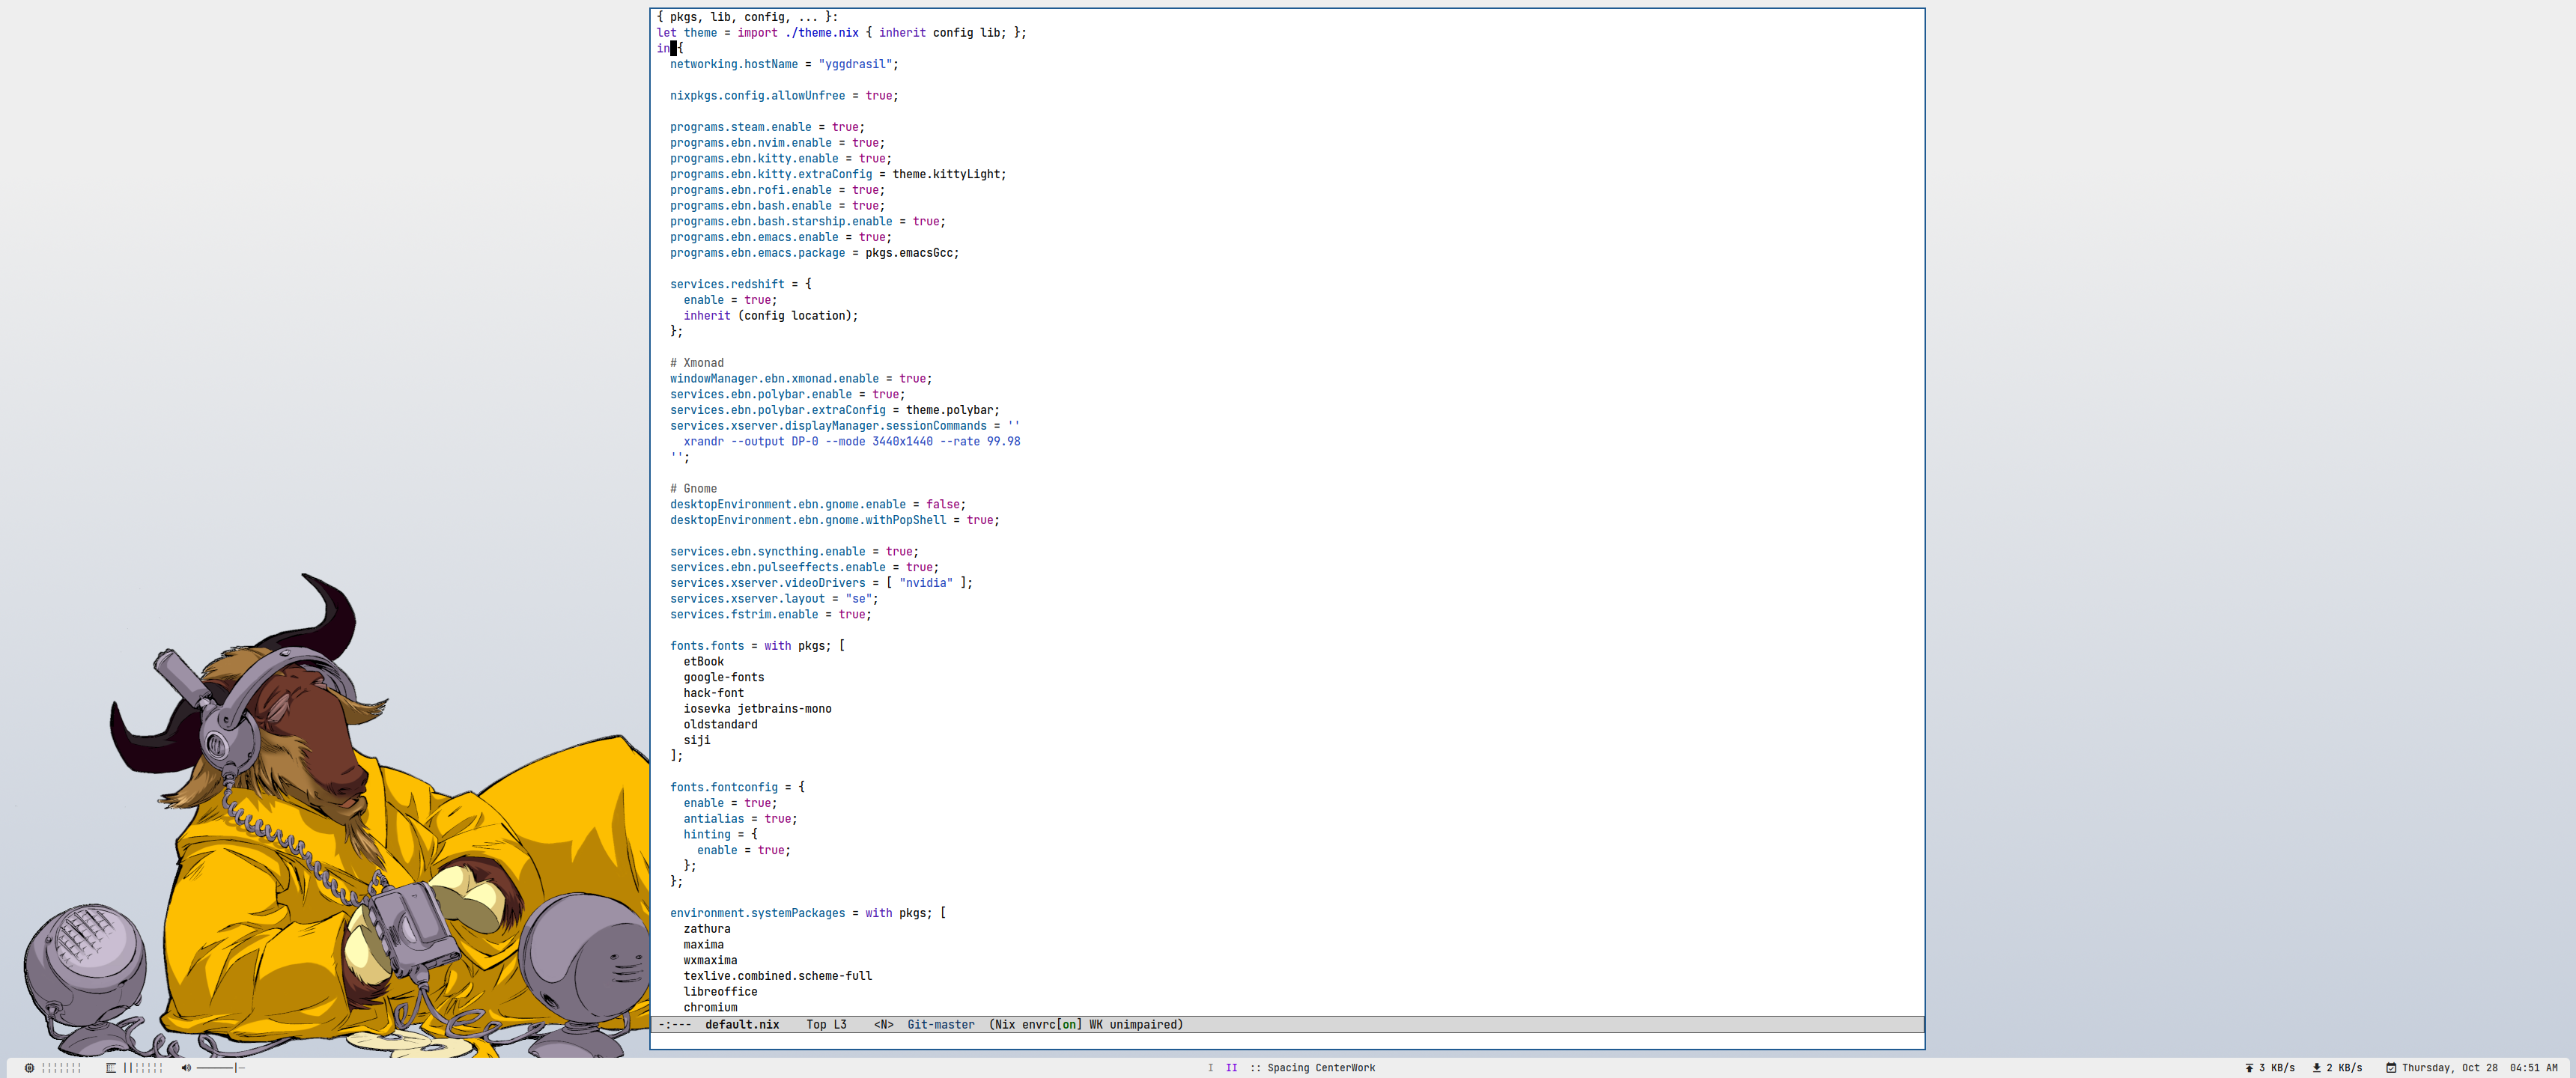 { pkgs, lib, config, ... }:
let theme = import ./theme.nix { inherit config lib; };
in {
  networking.hostName = "yggdrasil";

  nixpkgs.config.allowUnfree = true;

  programs.steam.enable = true;
  programs.ebn.nvim.enable = true;
  programs.ebn.kitty.enable = true;
  programs.ebn.kitty.extraConfig = theme.kittyLight;
  programs.ebn.rofi.enable = true;
  programs.ebn.bash.enable = true;
  programs.ebn.bash.starship.enable = true;
  programs.ebn.emacs.enable = true;
  programs.ebn.emacs.package = pkgs.emacsGcc;

  services.redshift = {
    enable = true;
    inherit (config location);
  };

  # Xmonad
  windowManager.ebn.xmonad.enable = true;
  services.ebn.polybar.enable = true;
  services.ebn.polybar.extraConfig = theme.polybar;
  services.xserver.displayManager.sessionCommands = ''
    xrandr --output DP-0 --mode 3440x1440 --rate 99.98
  '';

  # Gnome
  desktopEnvironment.ebn.gnome.enable = false;
  desktopEnvironment.ebn.gnome.withPopShell = true;

  services.ebn.syncthing.enable = true;
  services.ebn.pulseeffects.enable = true;
  services.xserver.videoDrivers = [ "nvidia" ];
  services.xserver.layout = "se";
  services.fstrim.enable = true;

  fonts.fonts = with pkgs; [
    etBook
    google-fonts
    hack-font
    iosevka jetbrains-mono
    oldstandard
    siji
  ];

  fonts.fontconfig = {
    enable = true;
    antialias = true;
    hinting = {
      enable = true;
    };
  };

  environment.systemPackages = with pkgs; [
    zathura
    maxima
    wxmaxima
    texlive.combined.scheme-full
    libreoffice
    chromium
-:---  default.nix    Top L3    <N>  Git-master  (Nix envrc[on] WK unimpaired)
I  II  :: Spacing CenterWork
3 KB/s  2 KB/s  Thursday, Oct 28  04:51 AM